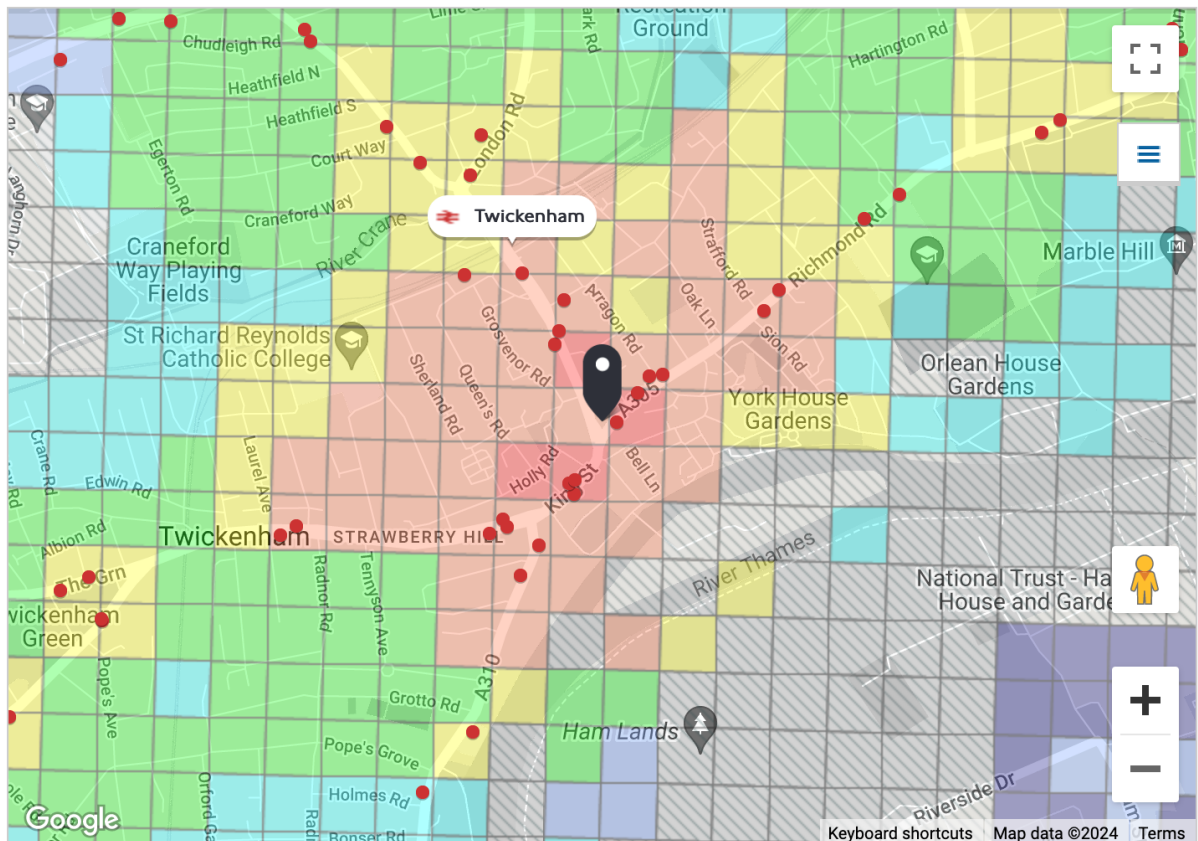 Recreation
Ground
Chudleigh Rd
Hartington Rd
Heathfield N
Heathfield S
London Rd
Court Way
Egerton Rd
Craneford Way
Twickenham
River Crane
Strafford Rd
Richmond Rd
Craneford
Way Playing
Fields
Marble Hill
Arragon Rd
Oak Ln
Grosvenor Rd
St Richard Reynolds
Catholic College
Sion Rd
Sherland Rd
Queen's Rd
Orlean House
Gardens
A305
York House
Gardens
Crane Rd
Laurel Ave
Holly Rd
Bell Ln
King St
Edwin Rd
Albion Rd
Twickenham
STRAWBERRY HILL
River Thames
The Grn
Radnor Rd
Tennyson Ave
National Trust - Ha
House and Garde
wickenham
Green
Pope's Ave
A310
Grotto Rd
Ham Lands
Pope's Grove
Holmes Rd
Orford Ga
Riverside Dr
Bonser Rd
Google
Keyboard shortcuts
Map data ©2024
Terms